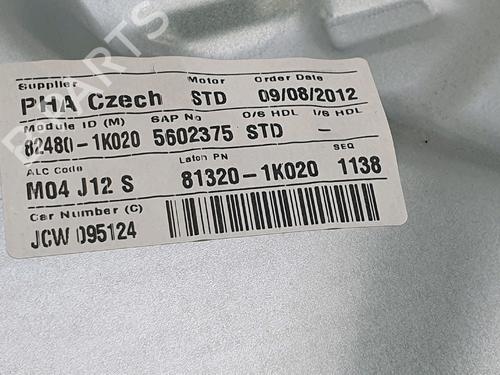 Supplier Motor Order Date
PHA Czech STD 09/08/2012
Module ID (M) SAP No O/S HDL I/S HDL
82480-1K020 5602375 STD -
ALC Code Latch PN SEQ
M04 J12 S 81320-1K020 1138
Car Number (C)
JCW 095124